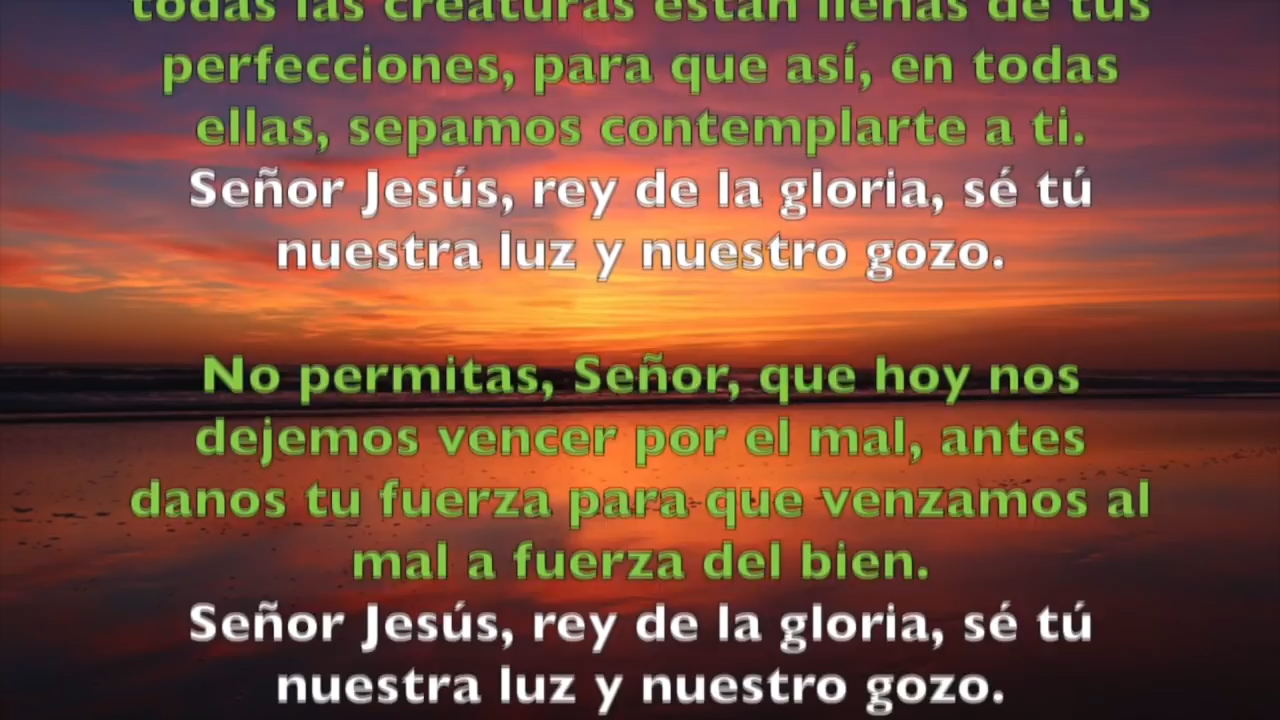 todas las creaturas están llenas de tus
perfecciones, para que así, en todas
ellas, sepamos contemplarte a ti.
Señor Jesús, rey de la gloria, sé tú
nuestra luz y nuestro gozo.
No permitas, Señor, que hoy nos
dejemos vencer por el mal, antes
danos tu fuerza para que venzamos al
mal a fuerza del bien.
Señor Jesús, rey de la gloria, sé tú
nuestra luz y nuestro gozo.